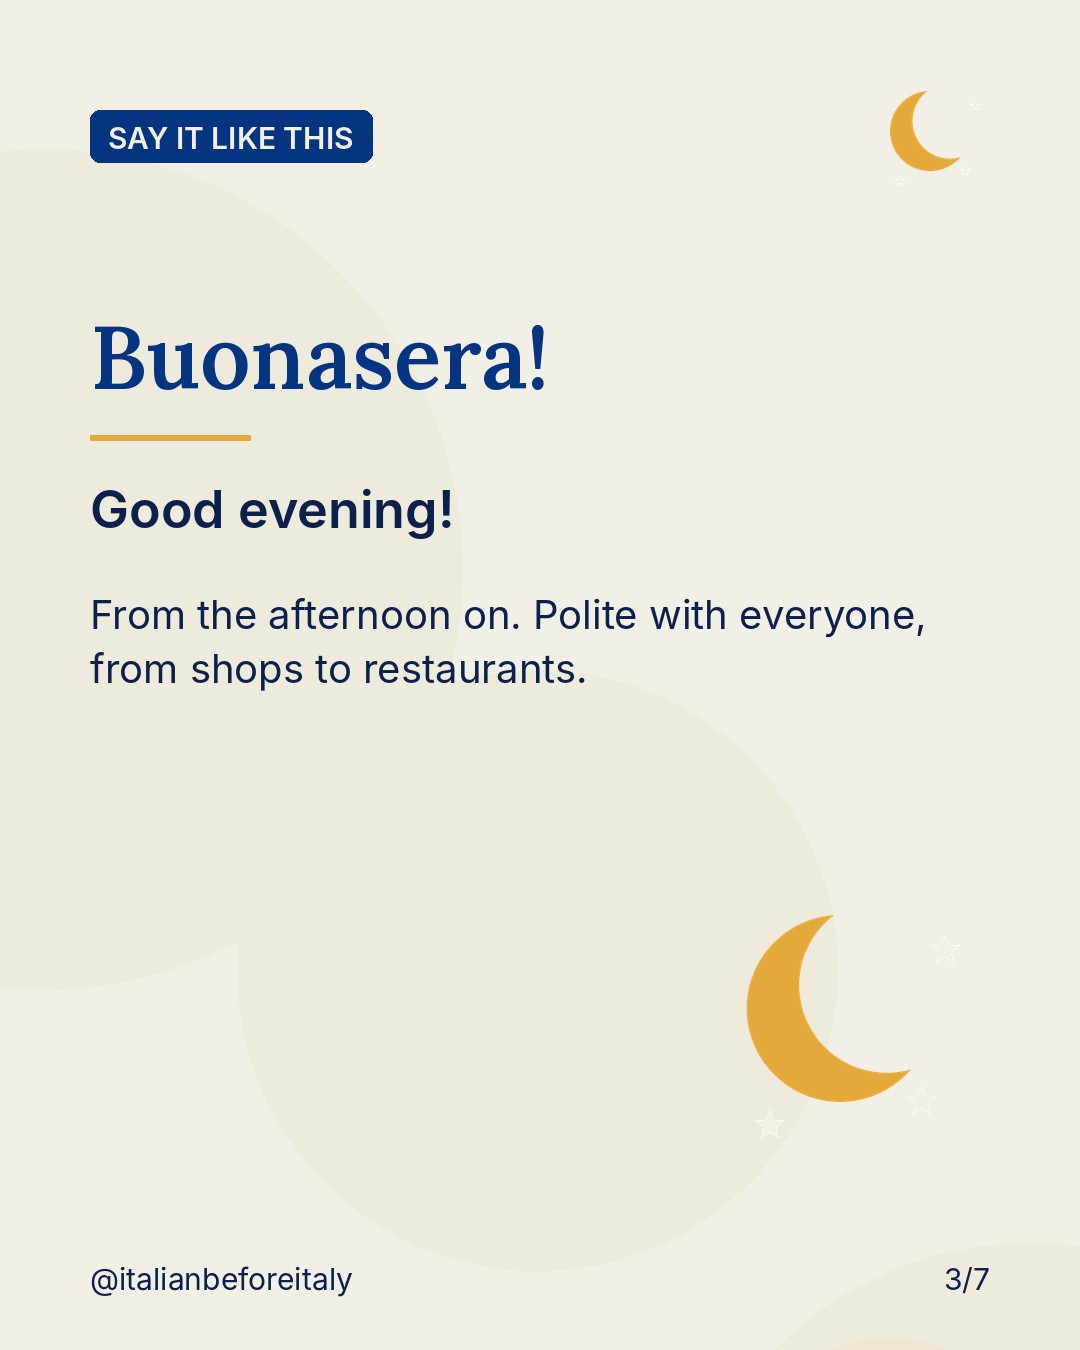 SAY IT LIKE THIS
Buonasera!
Good evening!
From the afternoon on. Polite with everyone,
from shops to restaurants.
@italianbeforeitaly
3/7